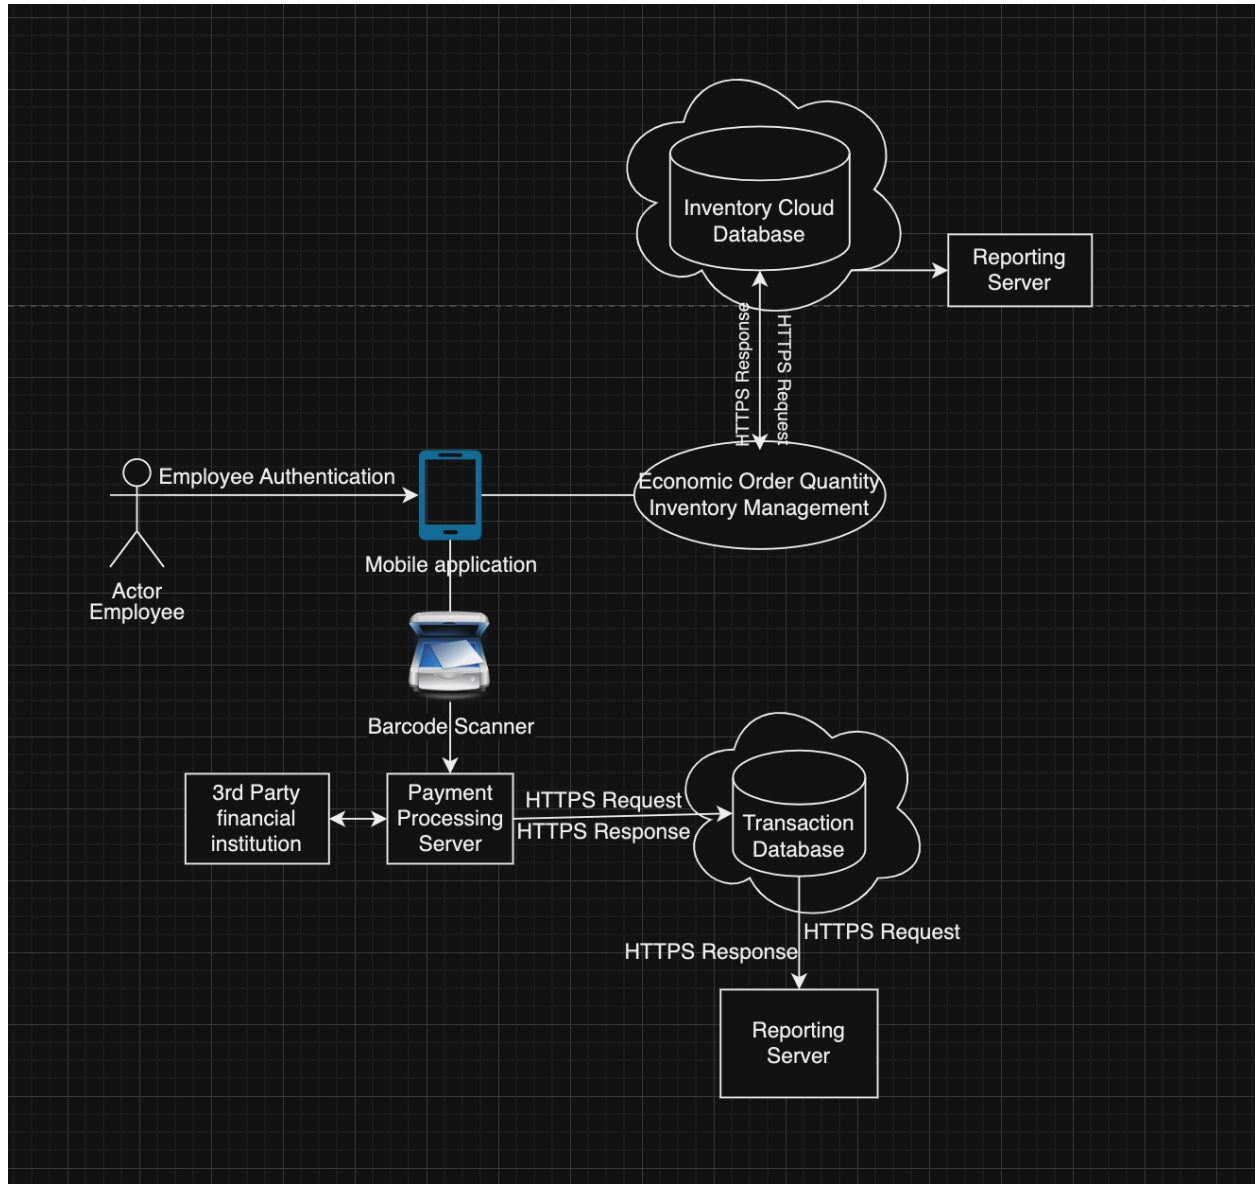 Inventory Cloud
Database
Reporting
Server
HTTPS Response
HTTPS Request
Employee Authentication
Economic Order Quantity
Inventory Management
Mobile application
Actor
Employee
Barcode Scanner
3rd Party
financial
institution
Payment
Processing
Server
HTTPS Request
HTTPS Response
Transaction
Database
HTTPS Request
HTTPS Response
Reporting
Server